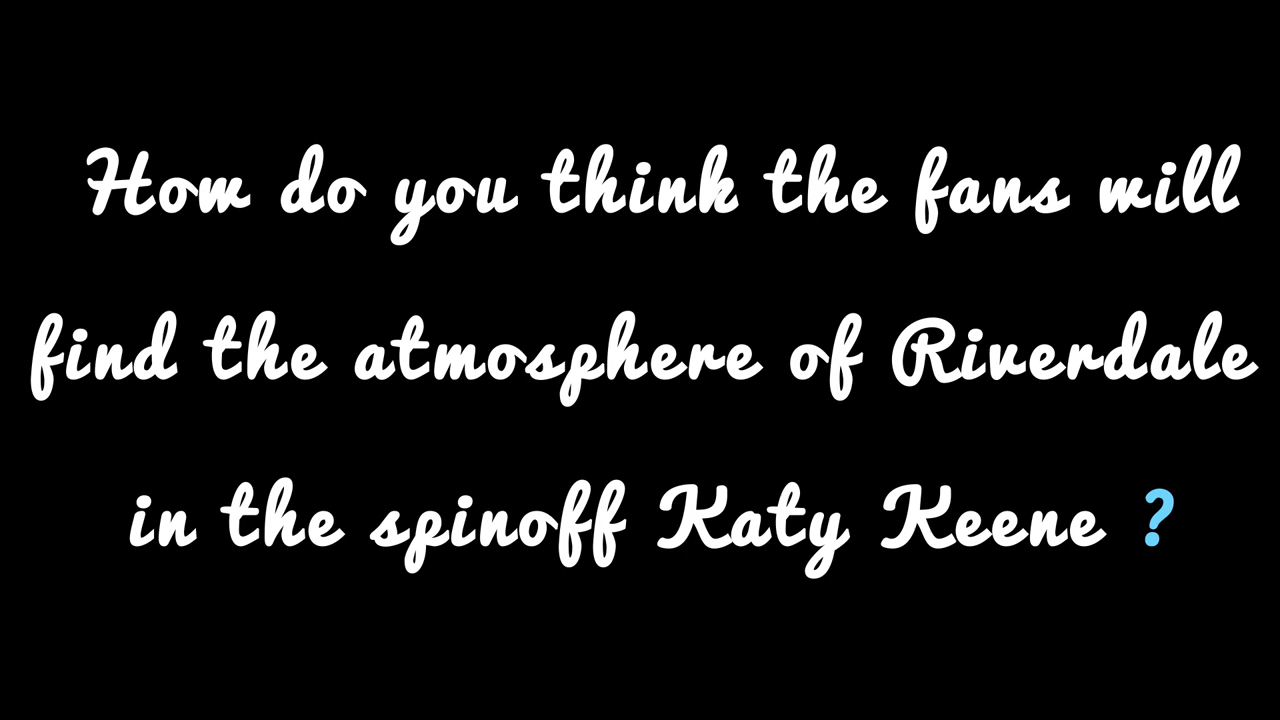 How do you think the fans will
find the atmosphere of Riverdale
in the spinoff Katy Keene ?